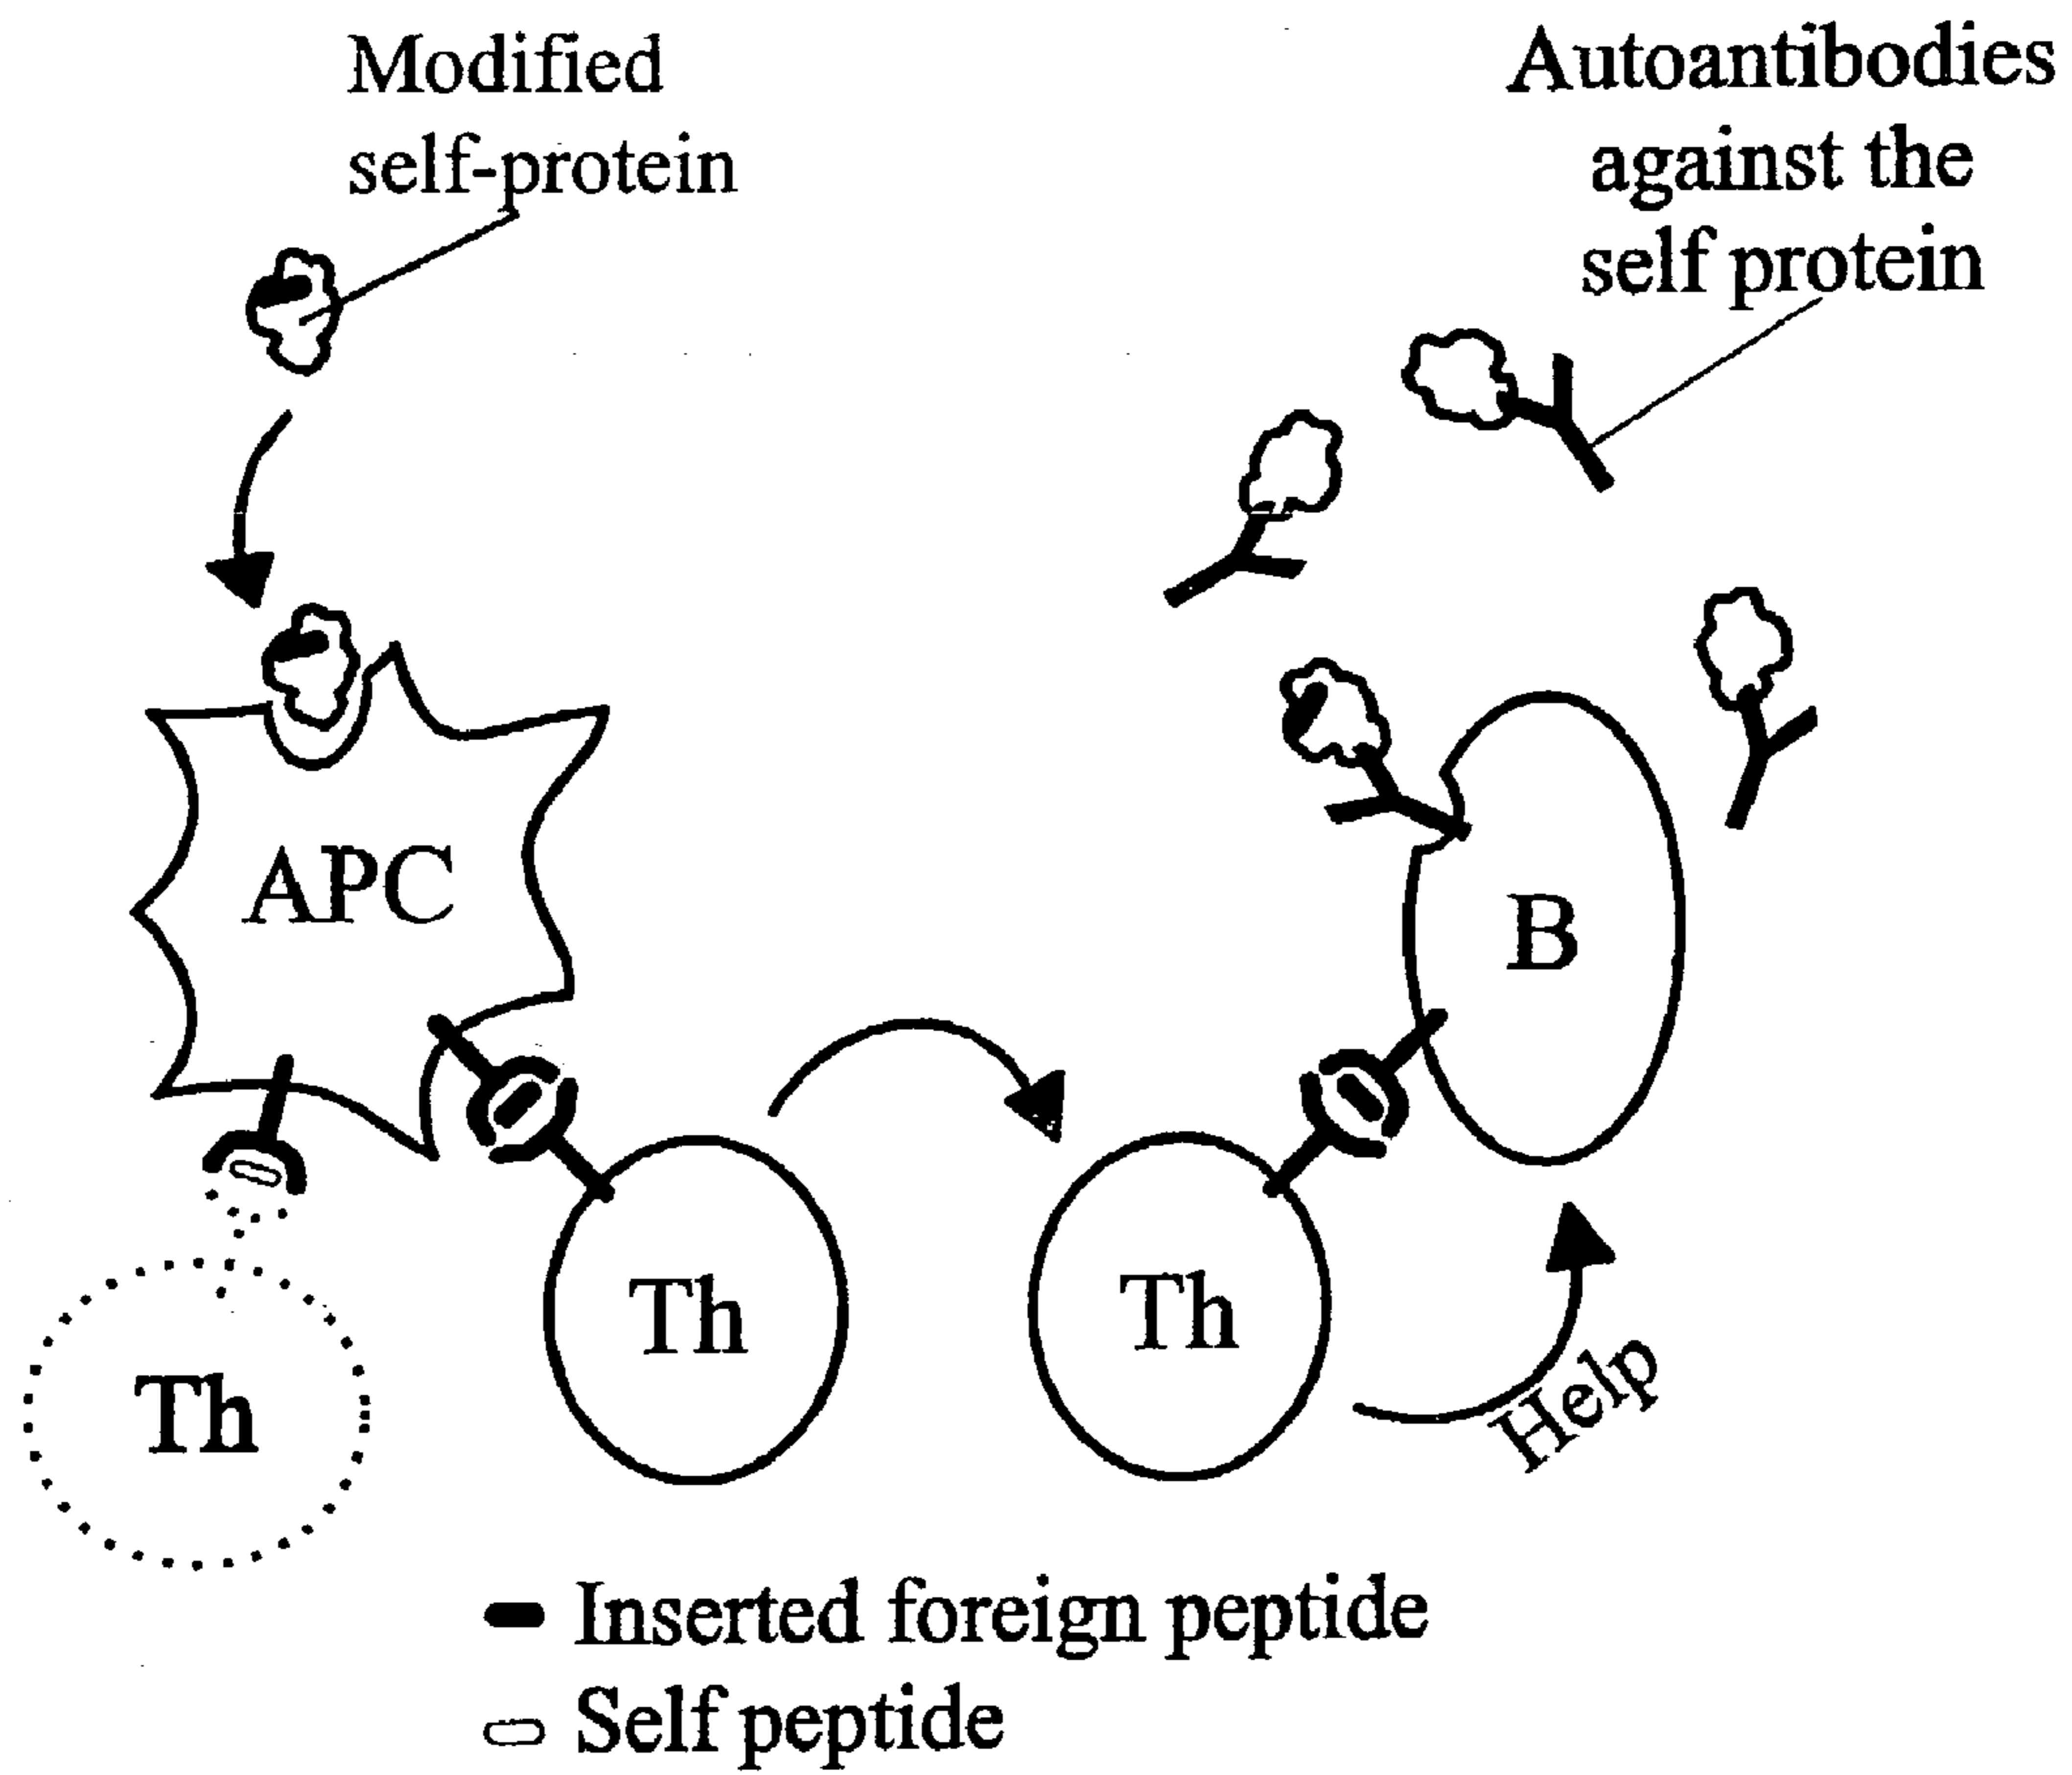 Modified
self-protein
Autoantibodies
against the
self protein
APC
B
Th
Th
Th
Help
Inserted foreign peptide
Self peptide